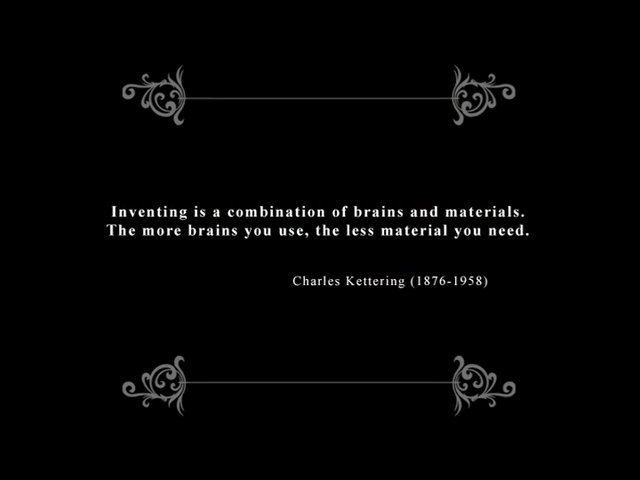 Inventing is a combination of brains and materials.
The more brains you use, the less material you need.
Charles Kettering (1876-1958)